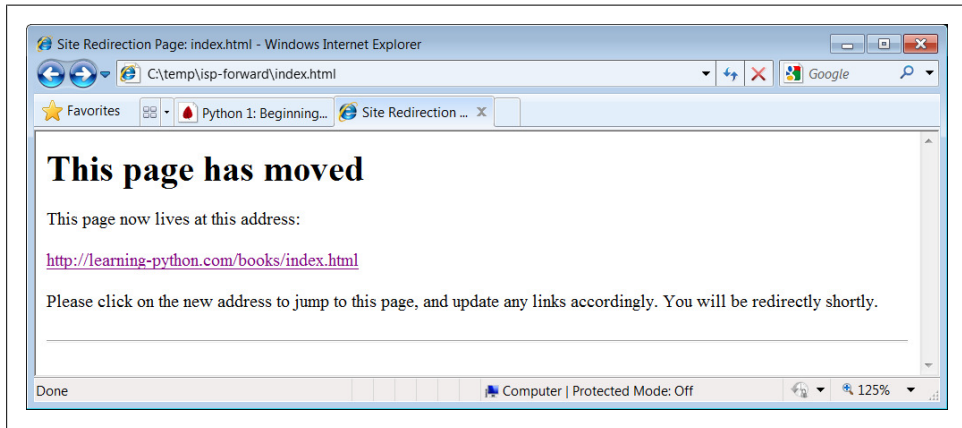 Site Redirection Page: index.html - Windows Internet Explorer
C:\temp\isp-forward\index.html
Google
Favorites
Python 1: Beginning...
Site Redirection ...
This page has moved
This page now lives at this address:
http://learning-python.com/books/index.html
Please click on the new address to jump to this page, and update any links accordingly. You will be redirectly shortly.
Done
Computer | Protected Mode: Off
125%